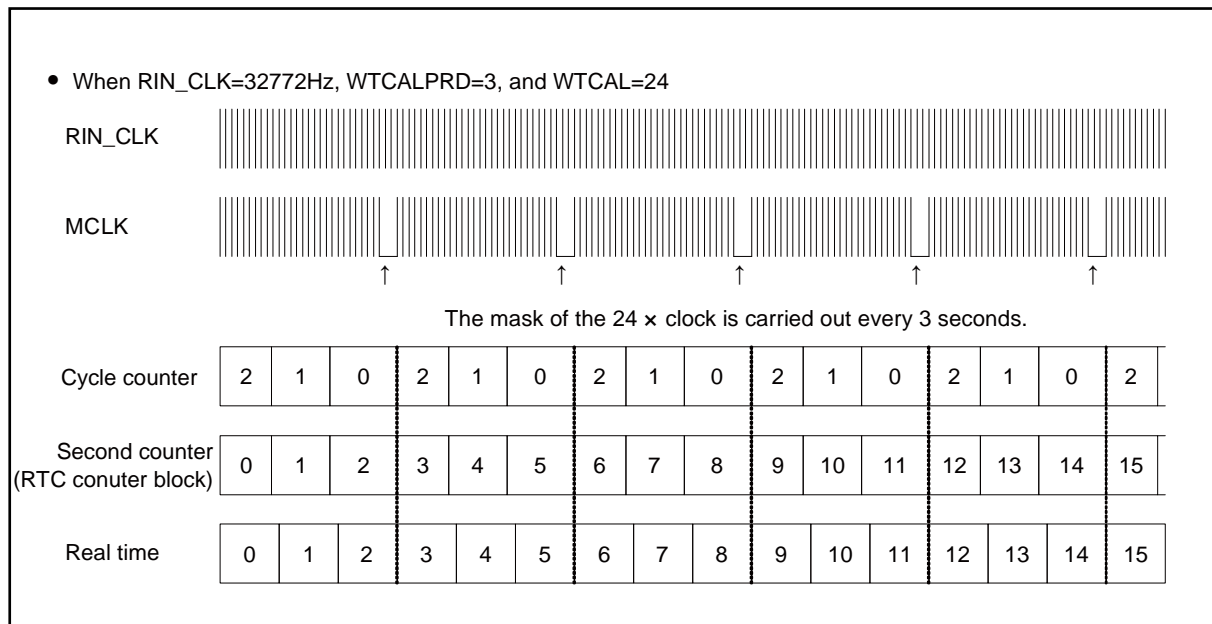 • When RIN_CLK=32772Hz, WTCALPRD=3, and WTCAL=24
RIN_CLK
MCLK
↑ ↑ ↑ ↑ ↑
The mask of the 24 × clock is carried out every 3 seconds.
Cycle counter 2 1 0 2 1 0 2 1 0 2 1 0 2 1 0 2
Second counter
(RTC conuter block) 0 1 2 3 4 5 6 7 8 9 10 11 12 13 14 15
Real time 0 1 2 3 4 5 6 7 8 9 10 11 12 13 14 15